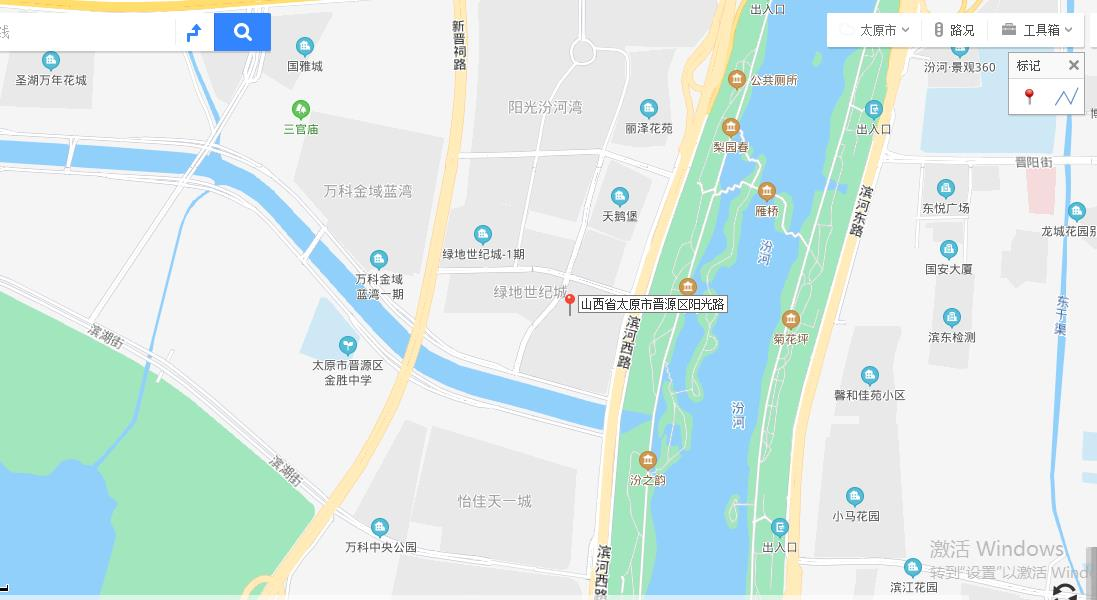 线
新晋祠路
出入口
太原市
路况
工具箱
国雅城
圣湖万年花城
公共厕所
汾河·景观360
标记
阳光汾河湾
丽泽花苑
出入口
三官庙
梨园春
晋阳街
万科金域蓝湾
天鹅堡
雁桥
滨河东路
东悦广场
龙城花园别
绿地世纪城-1期
汾河
国安大厦
万科金域
蓝湾一期
绿地世纪城
山西省太原市晋源区阳光路
东干渠
滨湖街
滨河西路
菊花坪
滨东检测
太原市晋源区
金胜中学
馨和佳苑小区
汾河
滨湖街
汾之韵
怡佳天一城
小马花园
万科中央公园
出入口
滨河西路
激活 Windows
转到"设置"以激活 Windo
滨江花园